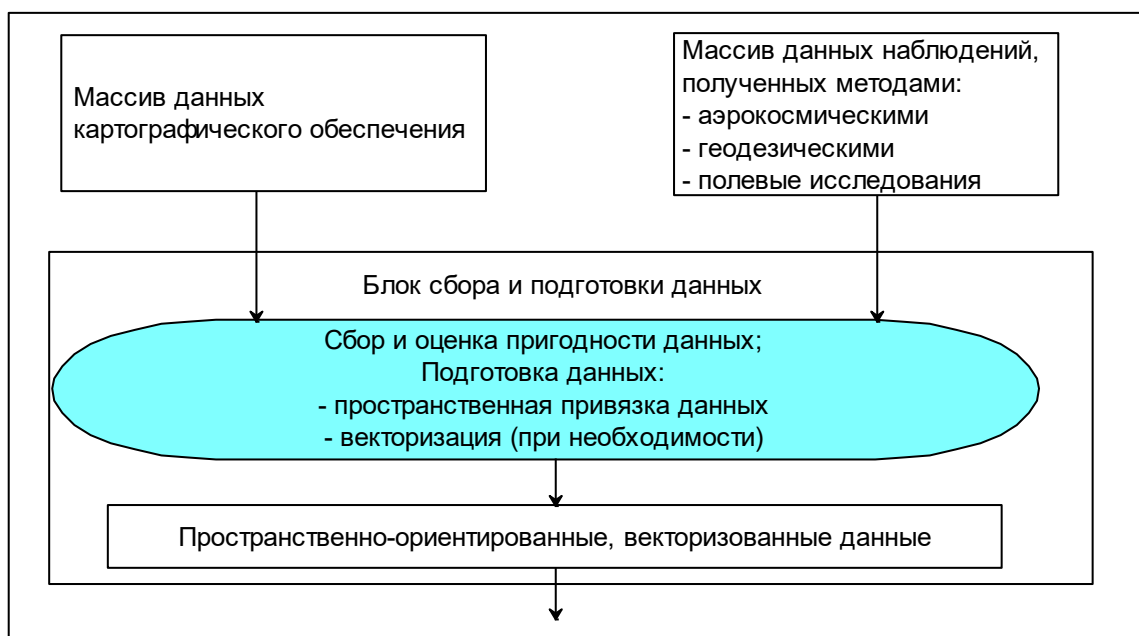 Массив данных
картографического обеспечения
Массив данных наблюдений,
полученных методами:
- аэрокосмическими
- геодезическими
- полевые исследования
Блок сбора и подготовки данных
Сбор и оценка пригодности данных;
Подготовка данных:
- пространственная привязка данных
- векторизация (при необходимости)
Пространственно-ориентированные, векторизованные данные